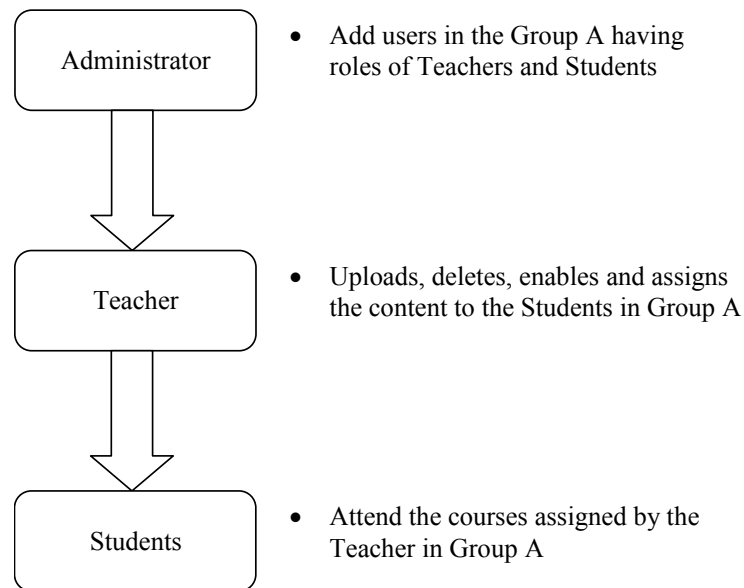 Administrator
• Add users in the Group A having
roles of Teachers and Students
Teacher
• Uploads, deletes, enables and assigns
the content to the Students in Group A
Students
• Attend the courses assigned by the
Teacher in Group A